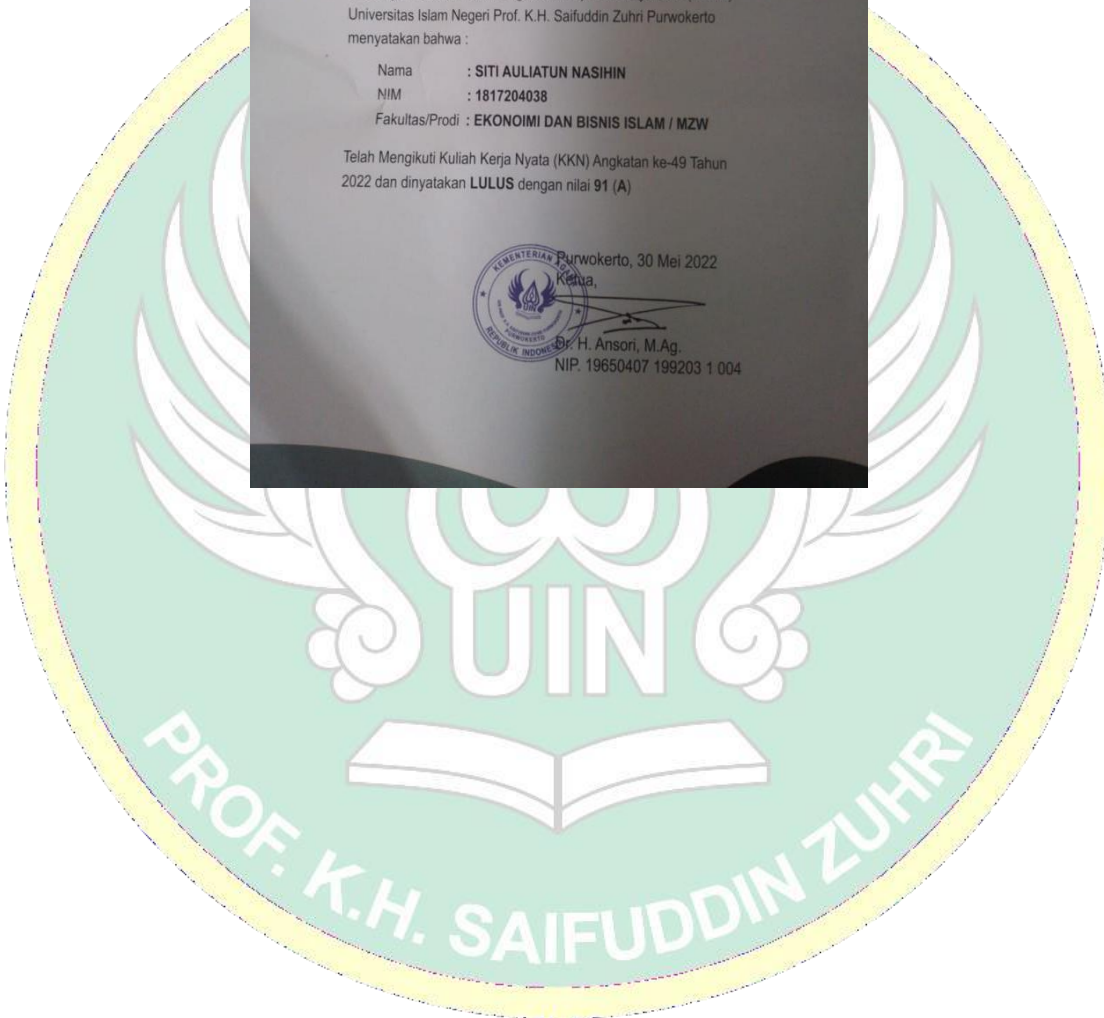 Universitas Islam Negeri Prof. K.H. Saifuddin Zuhri Purwokerto
menyatakan bahwa :
Nama : SITI AULIATUN NASIHIN
NIM : 1817204038
Fakultas/Prodi : EKONOIMI DAN BISNIS ISLAM / MZW
Telah Mengikuti Kuliah Kerja Nyata (KKN) Angkatan ke-49 Tahun
2022 dan dinyatakan LULUS dengan nilai 91 (A)
Purwokerto, 30 Mei 2022
Ketua,
KEMENTERIAN AGAMA
UIN
PURWOKERTO
REPUBLIK INDONESIA
Dr. H. Ansori, M.Ag.
NIP. 19650407 199203 1 004
UIN
PROF. K.H. SAIFUDDIN ZUHRI